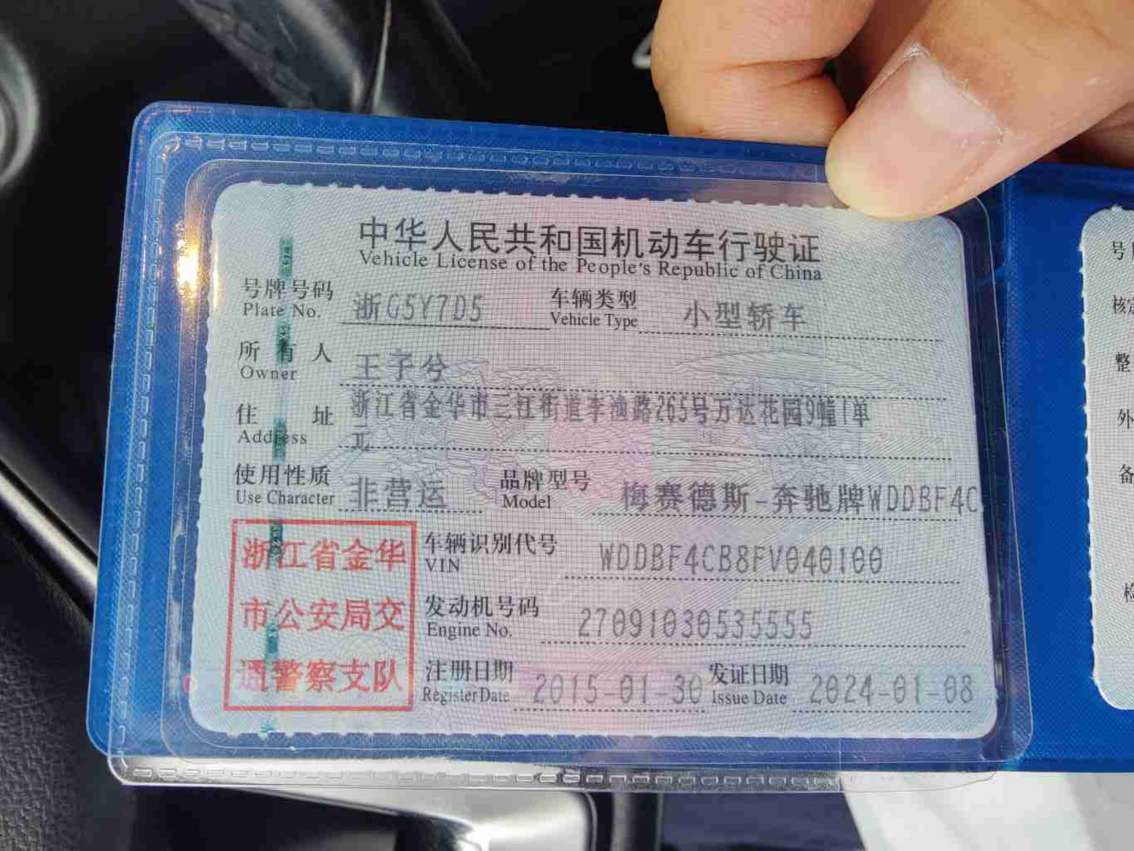 中华人民共和国机动车行驶证
Vehicle License of the People's Republic of China
号牌号码 浙G5Y7D5 车辆类型 小型轿车
Plate No. Vehicle Type
所有人 王子兮
Owner
住址 浙江省金华市三江街道李渔路265号万达花园9幢1单
Address 元
使用性质 非营运 品牌型号 梅赛德斯-奔驰牌WDDBF4C
Use Character Model
浙江省金华
市公安局交
通警察支队
车辆识别代号 WDDBF4CB8FV040100
VIN
发动机号码 27091030535555
Engine No.
注册日期 2015-01-30 发证日期 2024-01-08
Register Date Issue Date
号
核定
整
外
备
检